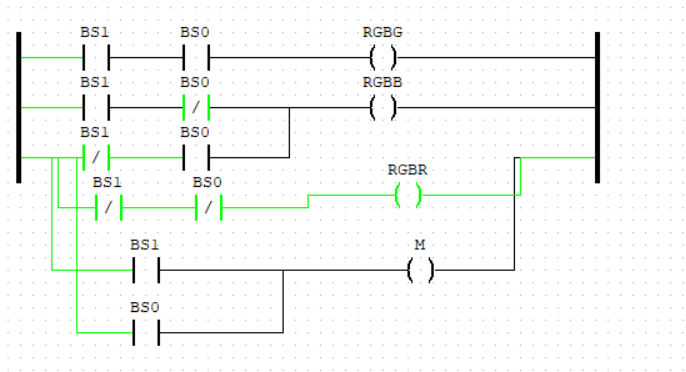 BS1 BS0 RGBG
BS1 BS0 RGBB
/
BS1 BS0
/
BS1 BS0 RGBR
/ /
BS1 M
BS0